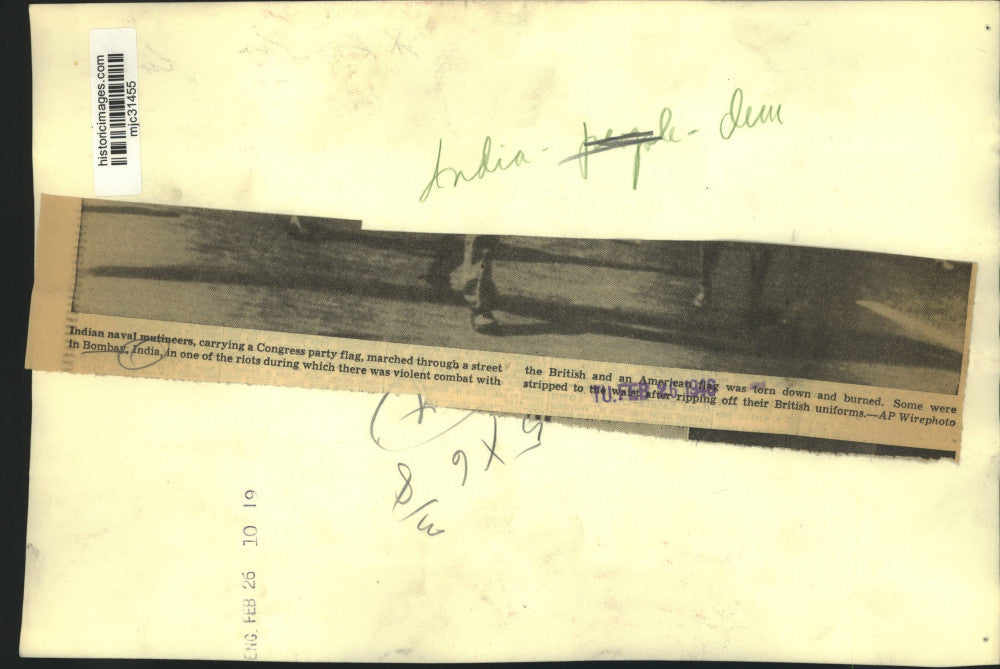 historicimages.com
mjc31455
India - people - dem
Indian naval mutineers, carrying a Congress party flag, marched through a street
in Bombay, India, in one of the riots during which there was violent combat with
the British and an American flag was torn down and burned. Some were
stripped to the waist after ripping off their British uniforms.—AP Wirephoto
TU. FEB 26 1946
5
x
6
3/8
ENG. FEB 26 10 19